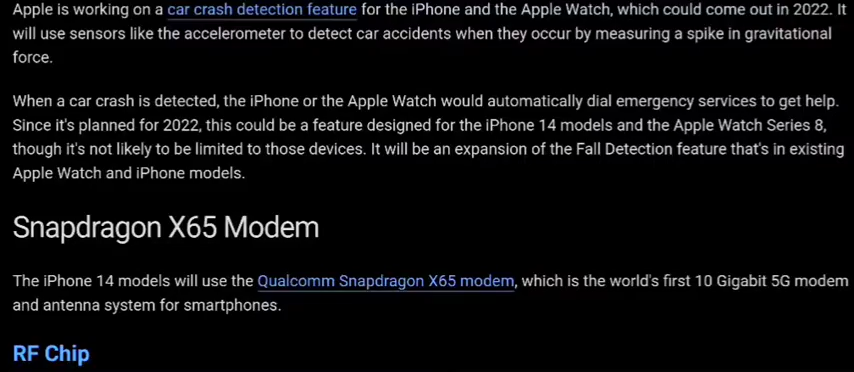 Apple is working on a car crash detection feature for the iPhone and the Apple Watch, which could come out in 2022. It
will use sensors like the accelerometer to detect car accidents when they occur by measuring a spike in gravitational
force.
When a car crash is detected, the iPhone or the Apple Watch would automatically dial emergency services to get help.
Since it's planned for 2022, this could be a feature designed for the iPhone 14 models and the Apple Watch Series 8,
though it's not likely to be limited to those devices. It will be an expansion of the Fall Detection feature that's in existing
Apple Watch and iPhone models.
Snapdragon X65 Modem
The iPhone 14 models will use the Qualcomm Snapdragon X65 modem, which is the world's first 10 Gigabit 5G modem
and antenna system for smartphones.
RF Chip